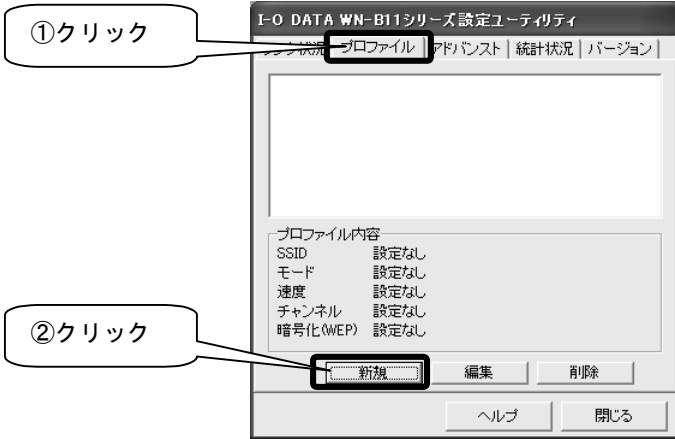 ①クリック
I-O DATA WN-B11シリーズ設定ユーティリティ
プロファイル
アドバンスト
統計状況
バージョン
プロファイル内容
SSID 設定なし
モード 設定なし
速度 設定なし
チャンネル 設定なし
暗号化(WEP) 設定なし
②クリック
新規 編集 削除
ヘルプ 閉じる